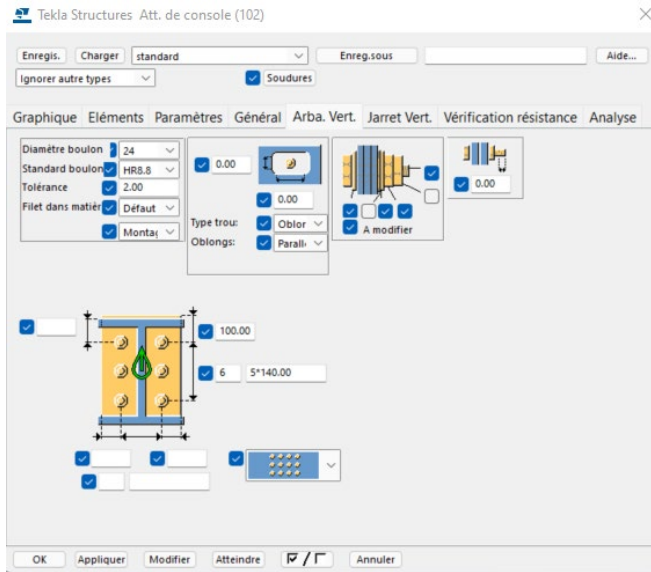 Tekla Structures Att. de console (102)
Enregis. Charger standard Enreg.sous Aide...
Ignorer autre types Soudures
Graphique Eléments Paramètres Général Arba. Vert. Jarret Vert. Vérification résistance Analyse
Diamètre boulon 24
Standard boulon HR8.8
Tolérance 2.00
Filet dans matièr Défaut
Montag
0.00
0.00
Type trou: Oblor
Oblongs: Paralle
A modifier
0.00
100.00
6 5*140.00
OK Appliquer Modifier Atteindre / Annuler